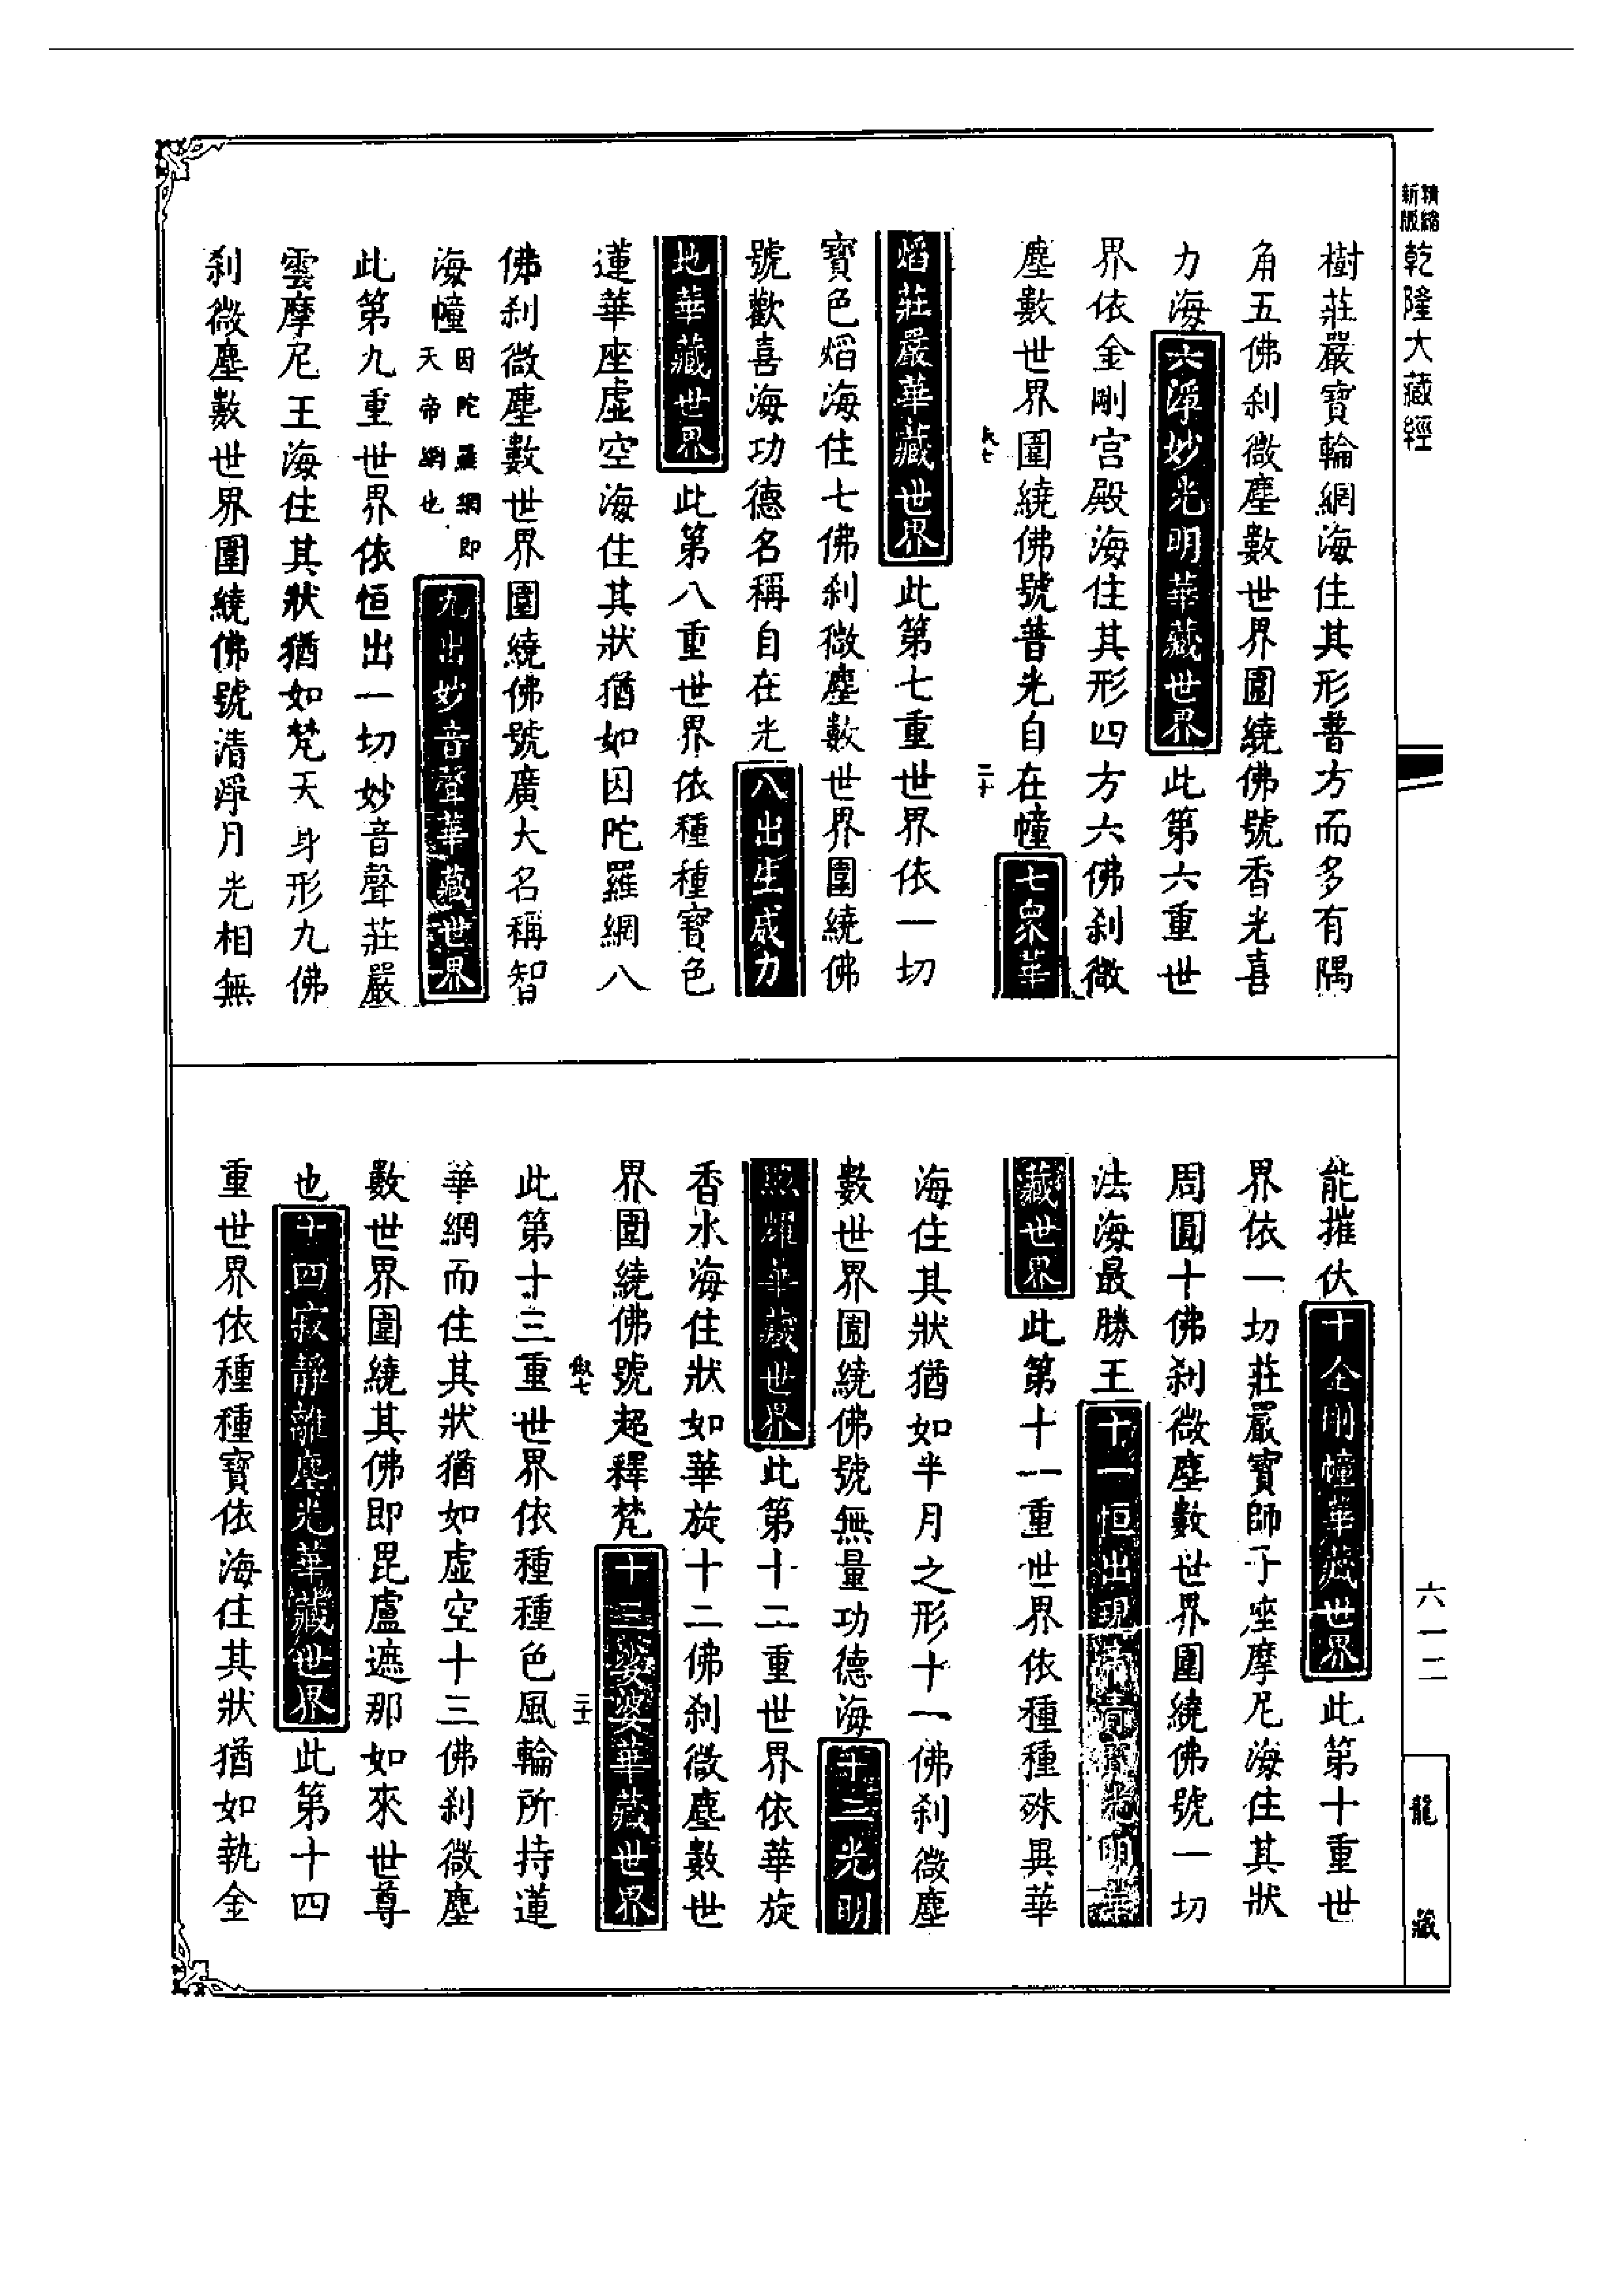 精縮新版乾隆大藏經
樹莊嚴寶輪網海住其形普方而多有隅
角五佛刹微塵數世界圍繞佛號香光喜
力海六淨妙光明華藏世界此第六重世
界依金剛宮殿海住其形四方六佛刹微
塵數世界圍繞佛號普光自在幢七眾華
二十
焰莊嚴華藏世界此第七重世界依一切
寶色焰海住七佛刹微塵數世界圍繞佛
號歡喜海功德名稱自在光八出生威力
地華藏世界此第八重世界依種種寶色
蓮華座虛空海住其狀猶如因陀羅網八
佛刹微塵數世界圍繞佛號廣大名稱智
海幢因陀羅網即天帝網也九出妙音聲華藏世界
此第九重世界依恒出一切妙音聲莊嚴
雲摩尼王海住其狀猶如梵天身形九佛
刹微塵數世界圍繞佛號清淨月光相無
能摧伏十金剛幢華藏世界此第十重世
界依一切莊嚴寶師子座摩尼海住其狀
周圓十佛刹微塵數世界圍繞佛號一切
法海最勝王十一恒出現帝青寶光明華
藏世界此第十一重世界依種種殊異華
海住其狀猶如半月之形十一佛刹微塵
數世界圍繞佛號無量功德海十二光明
照耀華藏世界此第十二重世界依華旋
香水海住狀如華旋十二佛刹微塵數世
界圍繞佛號超釋梵十三娑婆華藏世界
二十一
此第十三重世界依種種色風輪所持蓮
華網而住其狀猶如虛空十三佛刹微塵
數世界圍繞其佛即毘盧遮那如來世尊
也十四寂靜離塵光華藏世界此第十四
重世界依種種寶依海住其狀猶如執金
六一二
龍藏